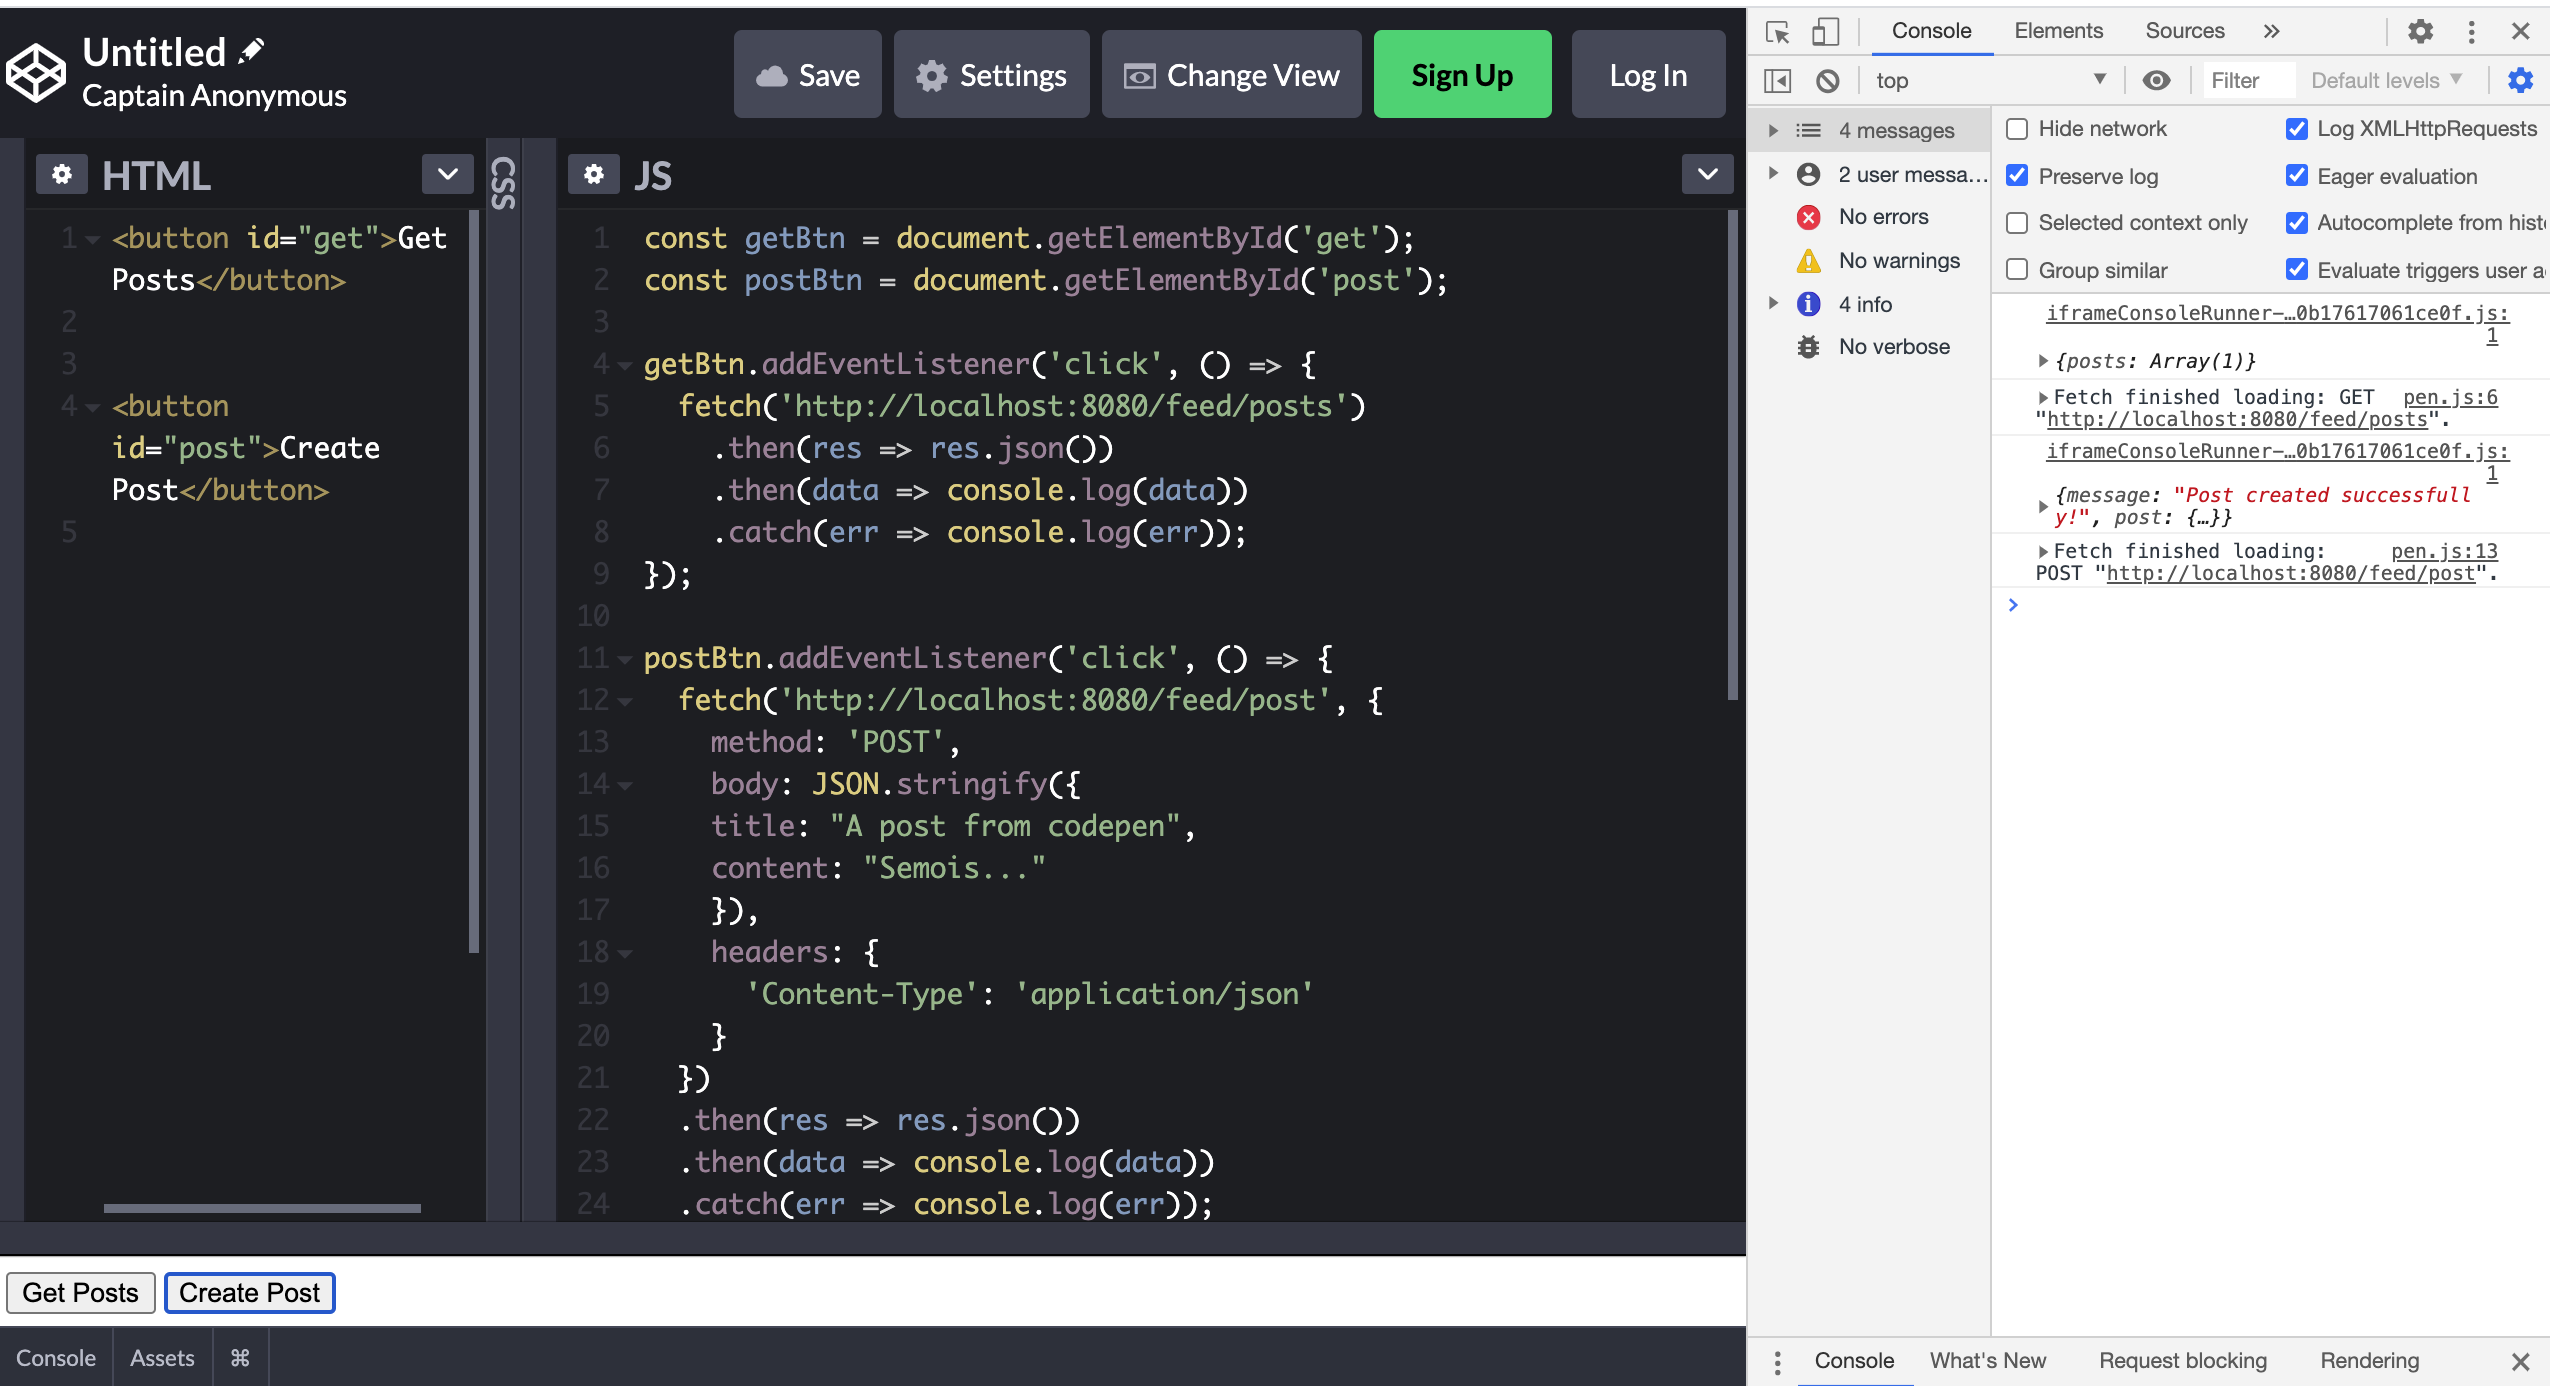 Untitled
Captain Anonymous
Save
Settings
Change View
Sign Up
Log In
HTML
1 <button id="get">Get
Posts</button>
2
3
4 <button
id="post">Create
Post</button>
5
CSS
JS
1 const getBtn = document.getElementById('get');
2 const postBtn = document.getElementById('post');
3
4 getBtn.addEventListener('click', () => {
5 fetch('http://localhost:8080/feed/posts')
6 .then(res => res.json())
7 .then(data => console.log(data))
8 .catch(err => console.log(err));
9 });
10
11 postBtn.addEventListener('click', () => {
12 fetch('http://localhost:8080/feed/post', {
13 method: 'POST',
14 body: JSON.stringify({
15 title: "A post from codepen",
16 content: "Semois..."
17 }),
18 headers: {
19 'Content-Type': 'application/json'
20 }
21 })
22 .then(res => res.json())
23 .then(data => console.log(data))
24 .catch(err => console.log(err));
Get Posts
Create Post
Console
Assets
⌘
Console
Elements
Sources
»
top
Filter
Default levels
4 messages
2 user messa…
No errors
No warnings
4 info
No verbose
Hide network
Log XMLHttpRequests
Preserve log
Eager evaluation
Selected context only
Autocomplete from hist
Group similar
Evaluate triggers user a
iframeConsoleRunner-…0b17617061ce0f.js:
1
{posts: Array(1)}
Fetch finished loading: GET pen.js:6
"http://localhost:8080/feed/posts".
iframeConsoleRunner-…0b17617061ce0f.js:
1
{message: "Post created successfull
y!", post: {…}}
Fetch finished loading: pen.js:13
POST "http://localhost:8080/feed/post".
>
Console
What's New
Request blocking
Rendering